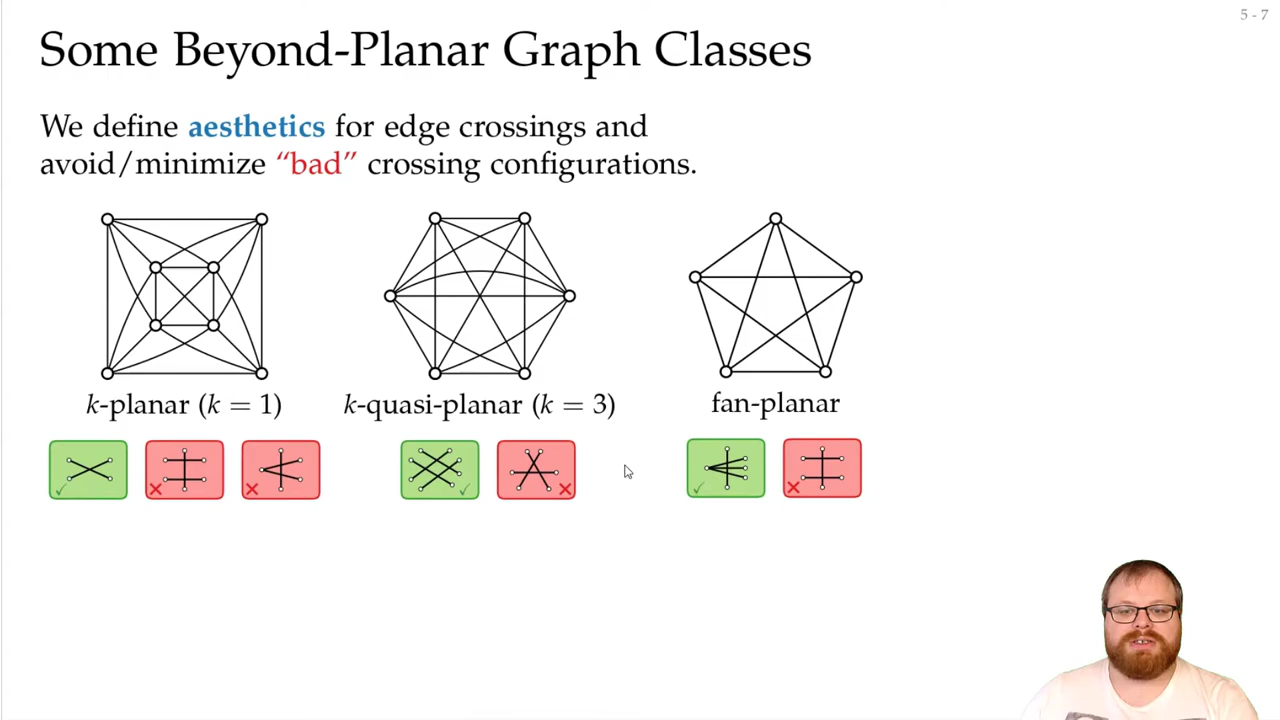 5 - 7
Some Beyond-Planar Graph Classes
We define aesthetics for edge crossings and
avoid/minimize “bad” crossing configurations.
k-planar (k = 1)
k-quasi-planar (k = 3)
fan-planar